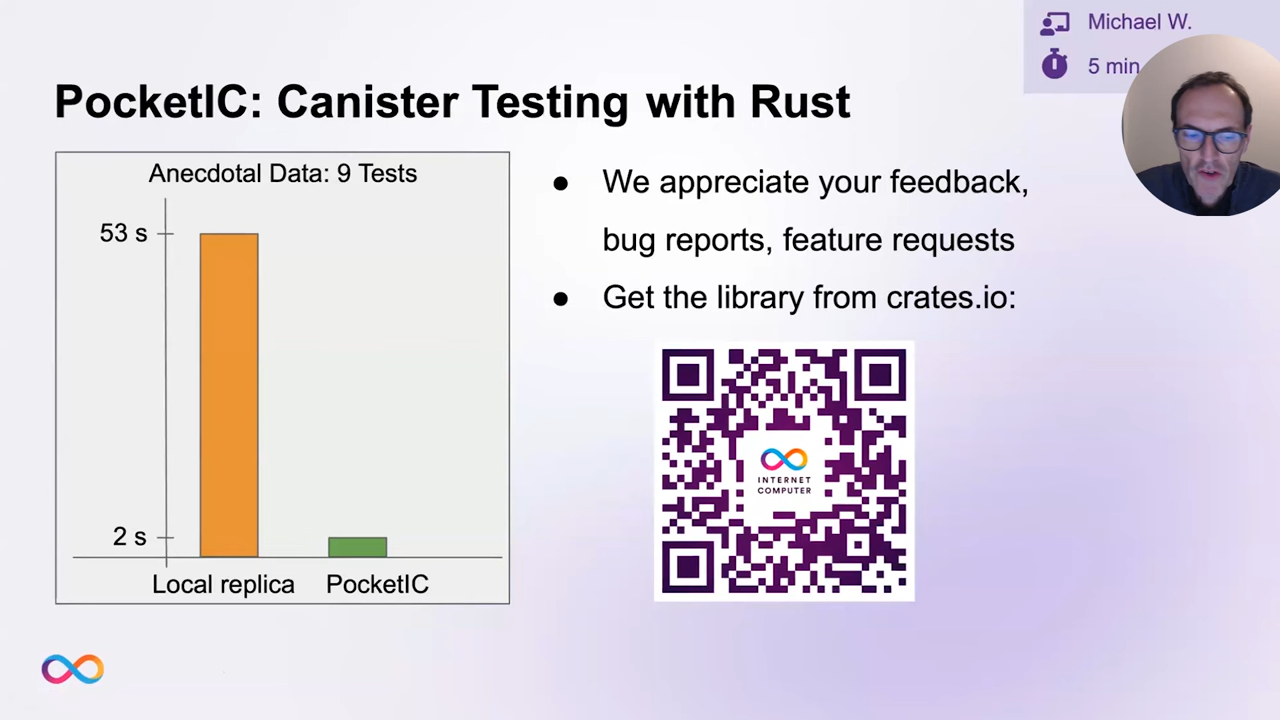 Michael W.
5 min
PocketIC: Canister Testing with Rust
Anecdotal Data: 9 Tests
53 s
2 s
Local replica
PocketIC
● We appreciate your feedback,
bug reports, feature requests
● Get the library from crates.io:
INTERNET
COMPUTER